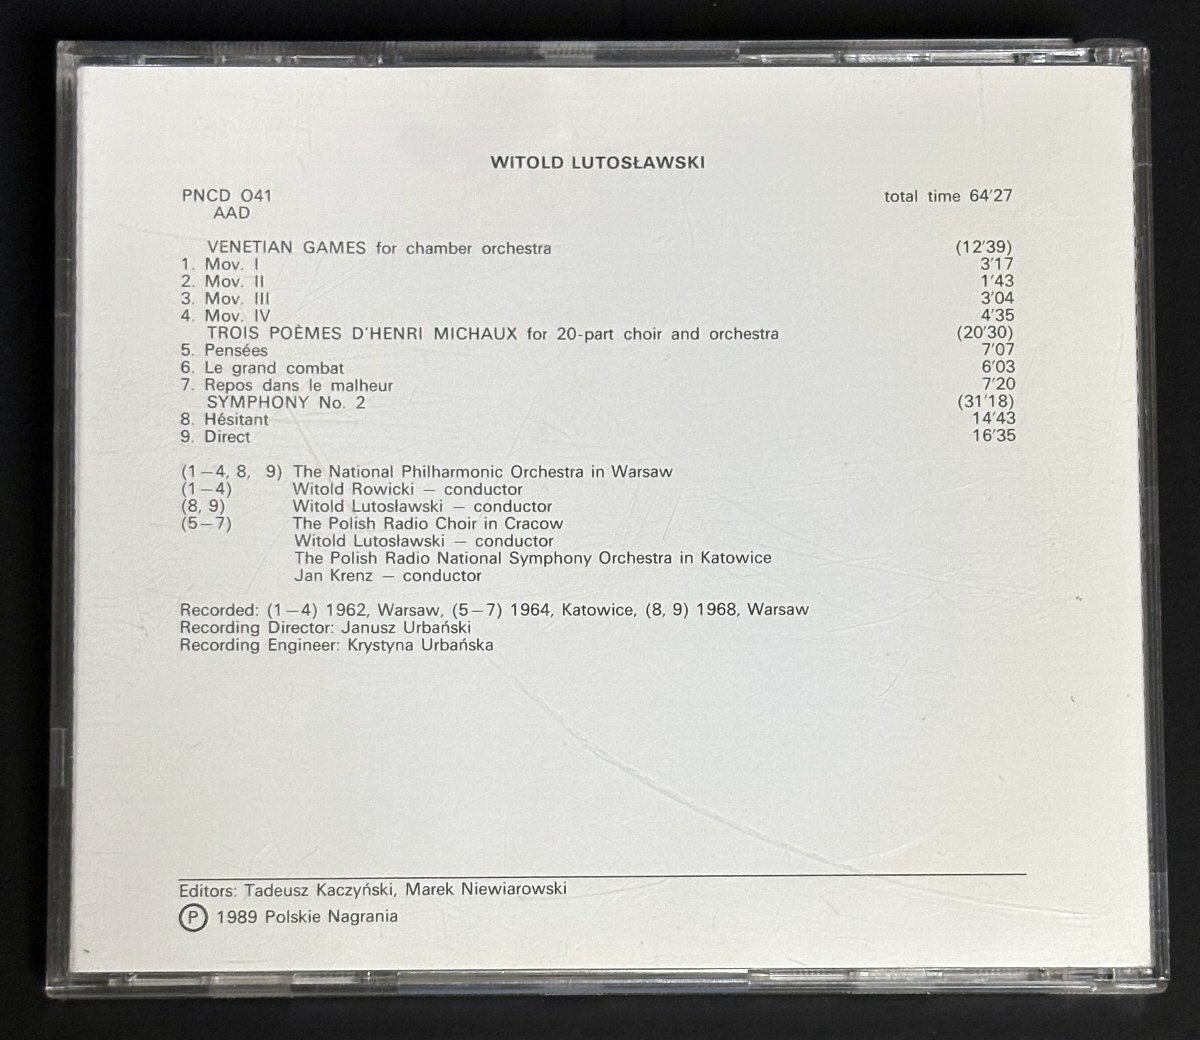 WITOLD LUTOSŁAWSKI
PNCD 041 total time 64'27
AAD
VENETIAN GAMES for chamber orchestra (12'39)
1. Mov. I 3'17
2. Mov. II 1'43
3. Mov. III 3'04
4. Mov. IV 4'35
TROIS POÈMES D'HENRI MICHAUX for 20-part choir and orchestra (20'30)
5. Pensées 7'07
6. Le grand combat 6'03
7. Repos dans le malheur 7'20
SYMPHONY No. 2 (31'18)
8. Hésitant 14'43
9. Direct 16'35
(1–4, 8, 9) The National Philharmonic Orchestra in Warsaw
(1–4) Witold Rowicki – conductor
(8, 9) Witold Lutosławski – conductor
(5–7) The Polish Radio Choir in Cracow
Witold Lutosławski – conductor
The Polish Radio National Symphony Orchestra in Katowice
Jan Krenz – conductor
Recorded: (1–4) 1962, Warsaw, (5–7) 1964, Katowice, (8, 9) 1968, Warsaw
Recording Director: Janusz Urbański
Recording Engineer: Krystyna Urbańska
Editors: Tadeusz Kaczyński, Marek Niewiarowski
Ⓟ 1989 Polskie Nagrania